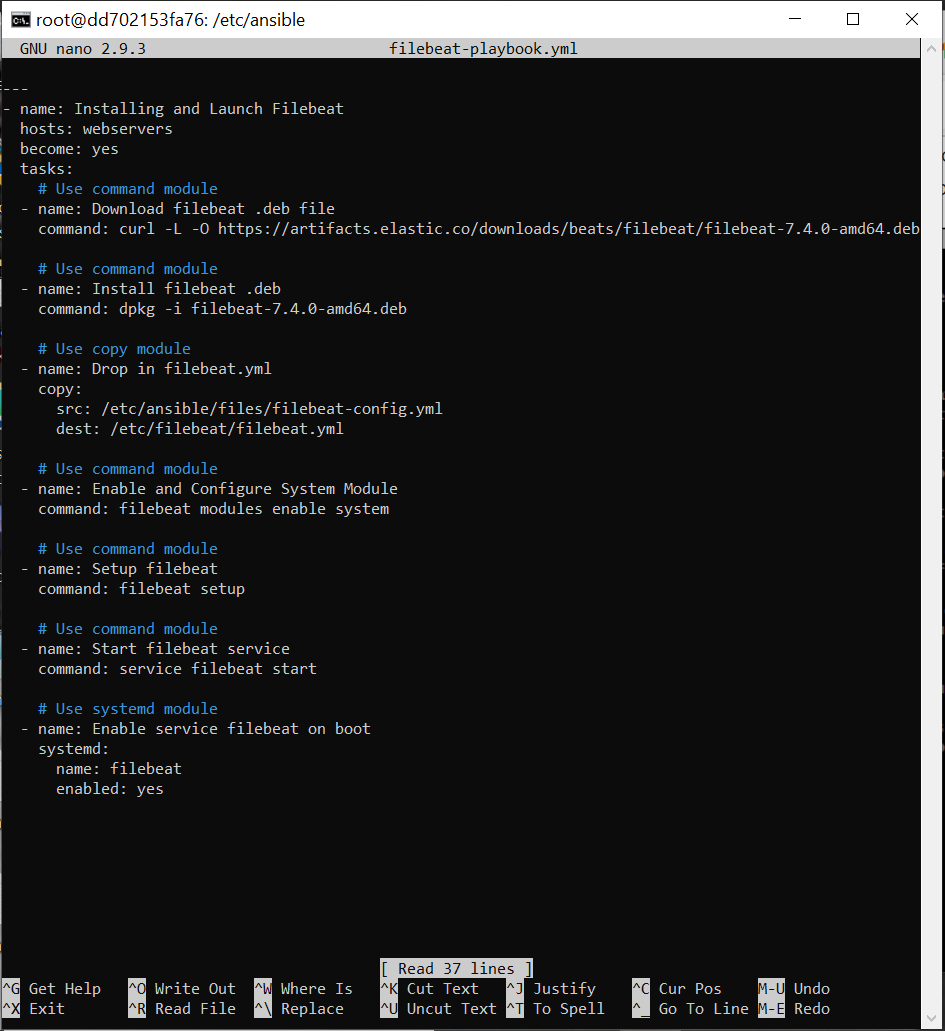 root@dd702153fa76: /etc/ansible
GNU nano 2.9.3 filebeat-playbook.yml
---
- name: Installing and Launch Filebeat
  hosts: webservers
  become: yes
  tasks:
    # Use command module
  - name: Download filebeat .deb file
    command: curl -L -O https://artifacts.elastic.co/downloads/beats/filebeat/filebeat-7.4.0-amd64.deb
    # Use command module
  - name: Install filebeat .deb
    command: dpkg -i filebeat-7.4.0-amd64.deb
    # Use copy module
  - name: Drop in filebeat.yml
    copy:
      src: /etc/ansible/files/filebeat-config.yml
      dest: /etc/filebeat/filebeat.yml
    # Use command module
  - name: Enable and Configure System Module
    command: filebeat modules enable system
    # Use command module
  - name: Setup filebeat
    command: filebeat setup
    # Use command module
  - name: Start filebeat service
    command: service filebeat start
    # Use systemd module
  - name: Enable service filebeat on boot
    systemd:
      name: filebeat
      enabled: yes
[ Read 37 lines ]
^G Get Help ^O Write Out ^W Where Is ^K Cut Text ^J Justify ^C Cur Pos M-U Undo
^X Exit ^R Read File ^\ Replace ^U Uncut Text ^T To Spell ^_ Go To Line M-E Redo